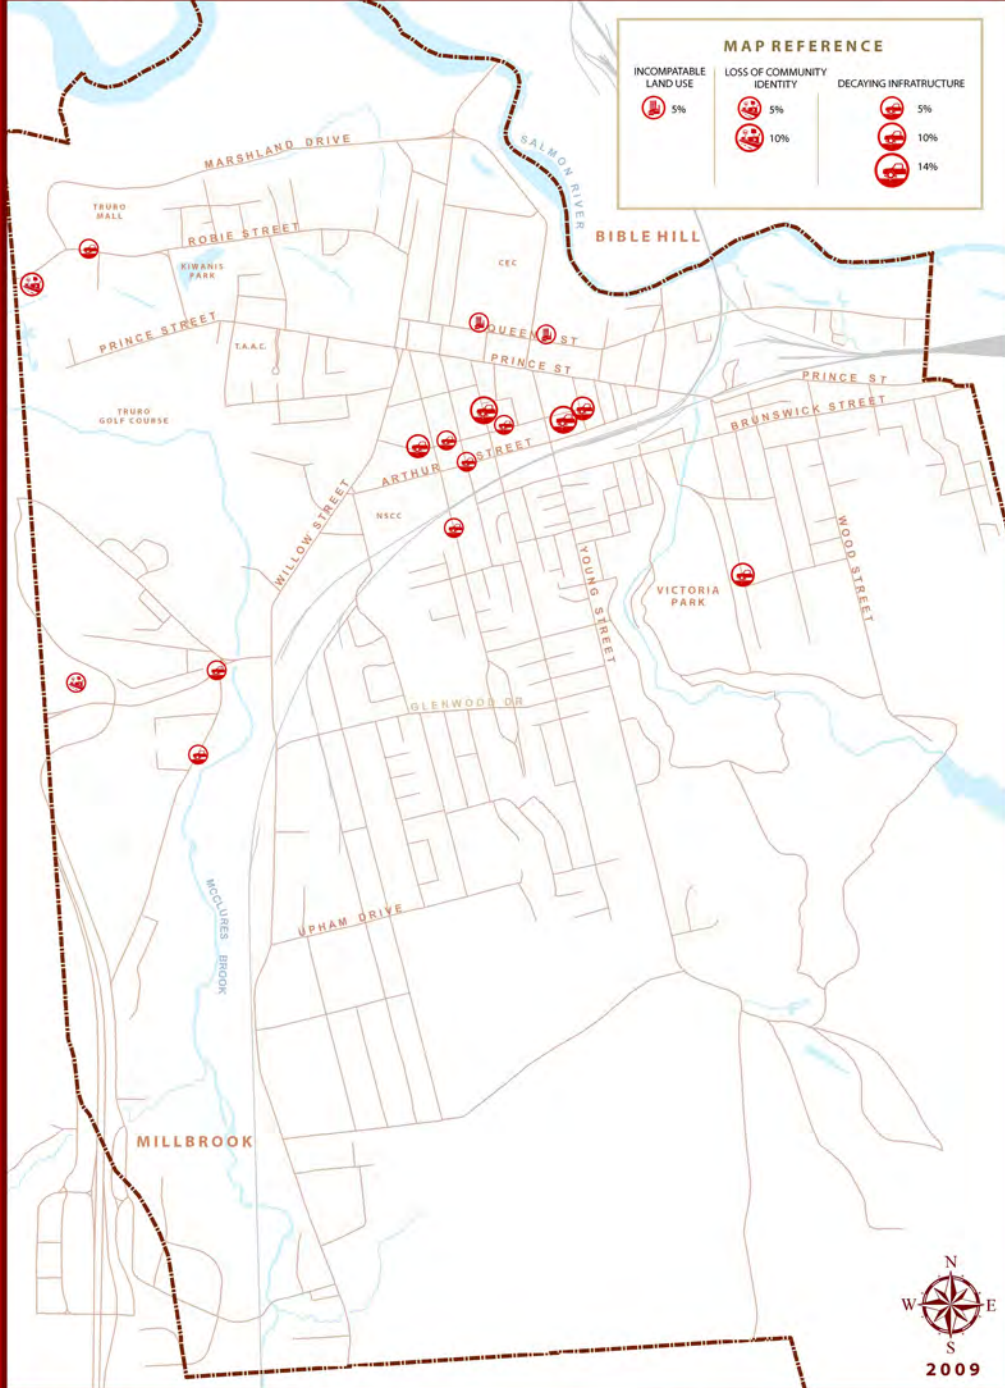 MAP REFERENCE
INCOMPATABLE
LAND USE
5%
LOSS OF COMMUNITY
IDENTITY
5%
10%
DECAYING INFRATRUCTURE
5%
10%
14%
MARSHLAND DRIVE
SALMON RIVER
TRURO
MALL
ROBIE STREET
BIBLE HILL
KIWANIS
PARK
CEC
PRINCE STREET
QUEEN ST
T.A.A.C.
PRINCE ST
PRINCE ST
BRUNSWICK STREET
TRURO
GOLF COURSE
ARTHUR STREET
WILLOW STREET
NSCC
YOUNG STREET
WOOD STREET
VICTORIA
PARK
GLENWOOD DR
MCCLURES BROOK
UPHAM DRIVE
MILLBROOK
N
W
E
S
2009